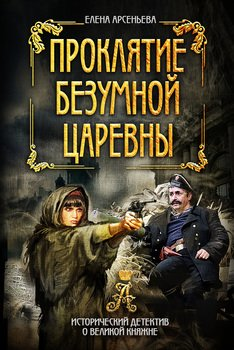 ЕЛЕНА АРСЕНЬЕВА
ПРОКЛЯТИЕ
БЕЗУМНОЙ
ЦАРЕВНЫ
А
ИСТОРИЧЕСКИЙ ДЕТЕКТИВ
О ВЕЛИКОЙ КНЯЖНЕ